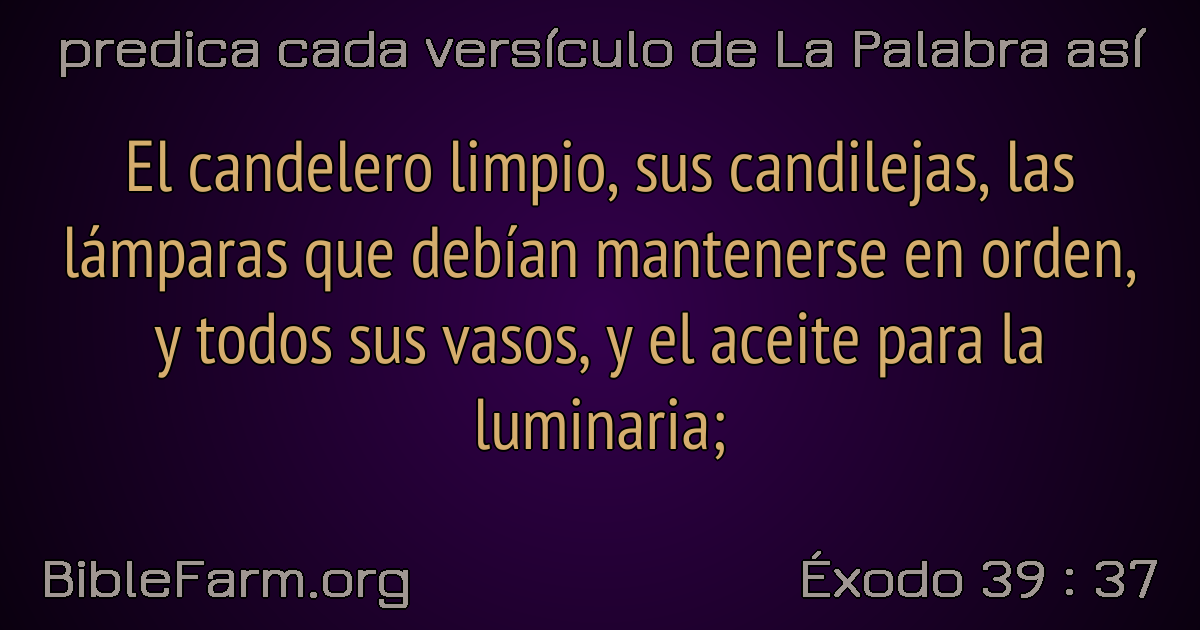 predica cada versículo de La Palabra así
El candelero limpio, sus candilejas, las
lámparas que debían mantenerse en orden,
y todos sus vasos, y el aceite para la
luminaria;
BibleFarm.org
Éxodo 39 : 37